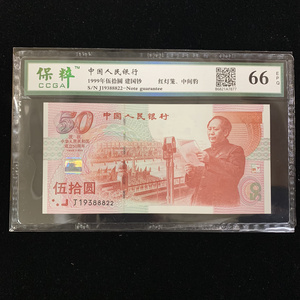 保粹™
CCGA
中国人民银行
1999年伍拾圆 建国钞 红灯笼、中间豹
S/N J19388822 Note guarantee
66 EPQ
50
中国人民银行
伍拾圆
J19388822